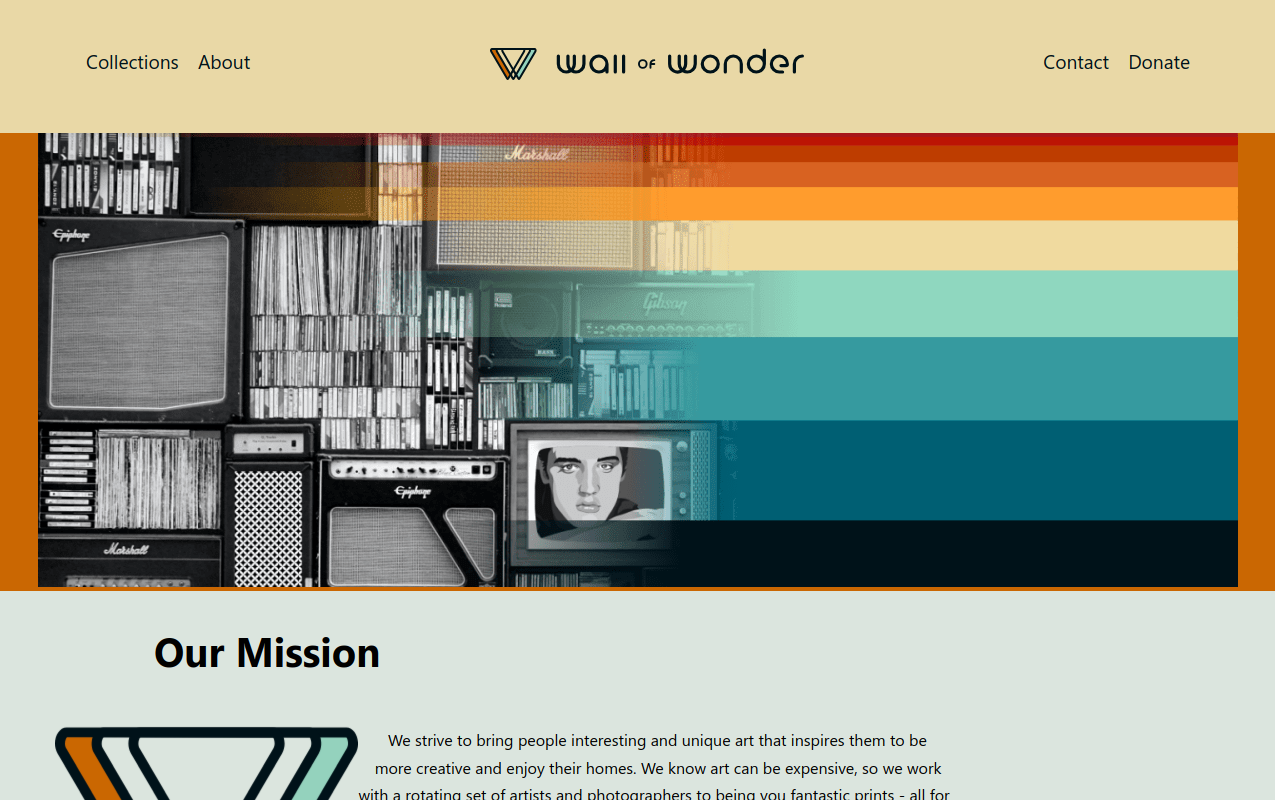 Collections About
wall of wonder
Contact Donate
Marshall
Epiphone
Gibson
Epiphone
Marshall
Our Mission
We strive to bring people interesting and unique art that inspires them to be
more creative and enjoy their homes. We know art can be expensive, so we work
with a rotating set of artists and photographers to being you fantastic prints - all for